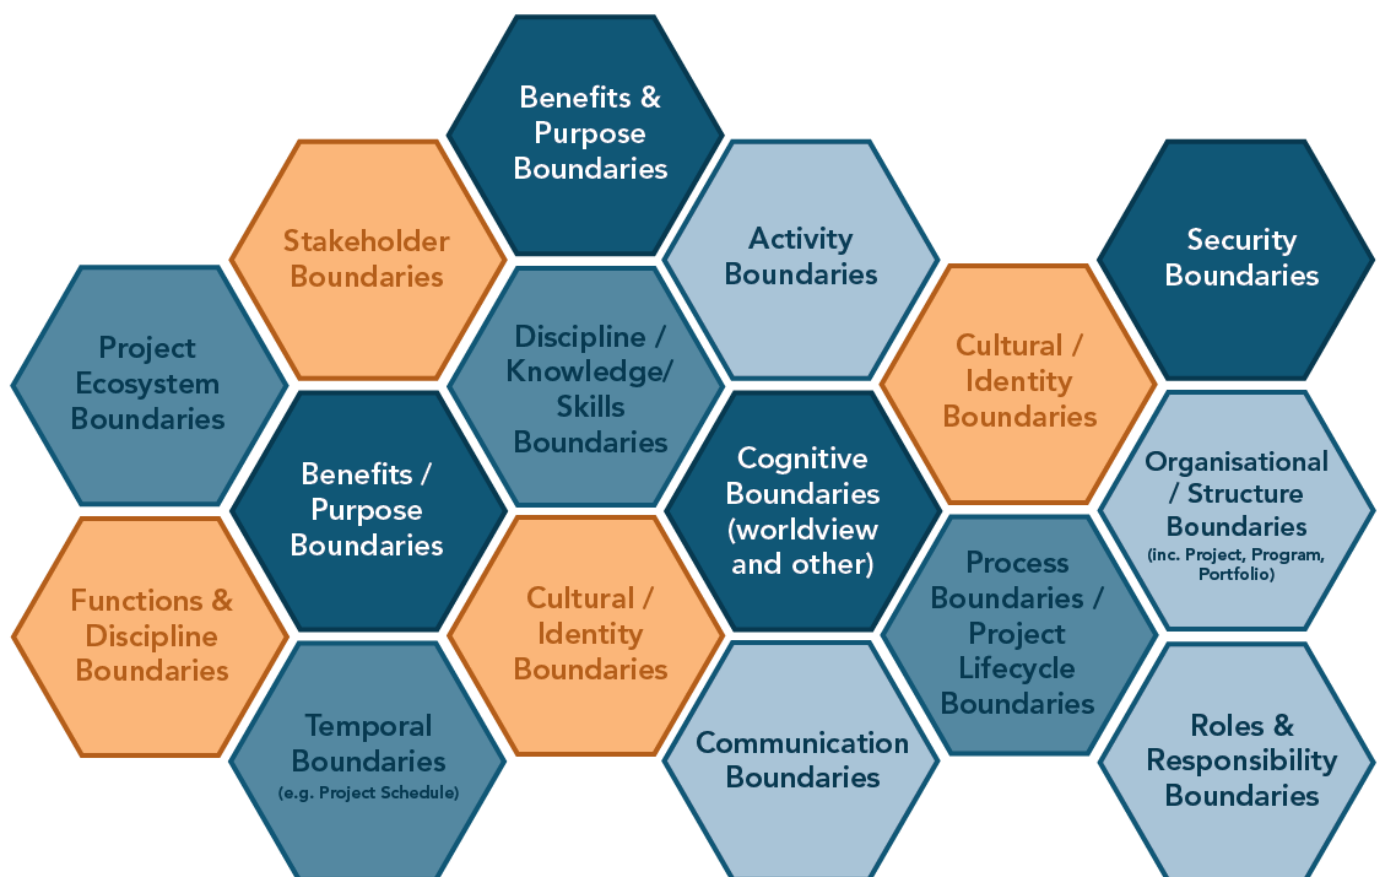 Benefits &
Purpose
Boundaries
Stakeholder
Boundaries
Activity
Boundaries
Security
Boundaries
Project
Ecosystem
Boundaries
Discipline /
Knowledge/
Skills
Boundaries
Cultural /
Identity
Boundaries
Benefits /
Purpose
Boundaries
Cognitive
Boundaries
(worldview
and other)
Organisational
/ Structure
Boundaries
(inc. Project, Program,
Portfolio)
Functions &
Discipline
Boundaries
Cultural /
Identity
Boundaries
Process
Boundaries /
Project
Lifecycle
Boundaries
Temporal
Boundaries
(e.g. Project Schedule)
Communication
Boundaries
Roles &
Responsibility
Boundaries